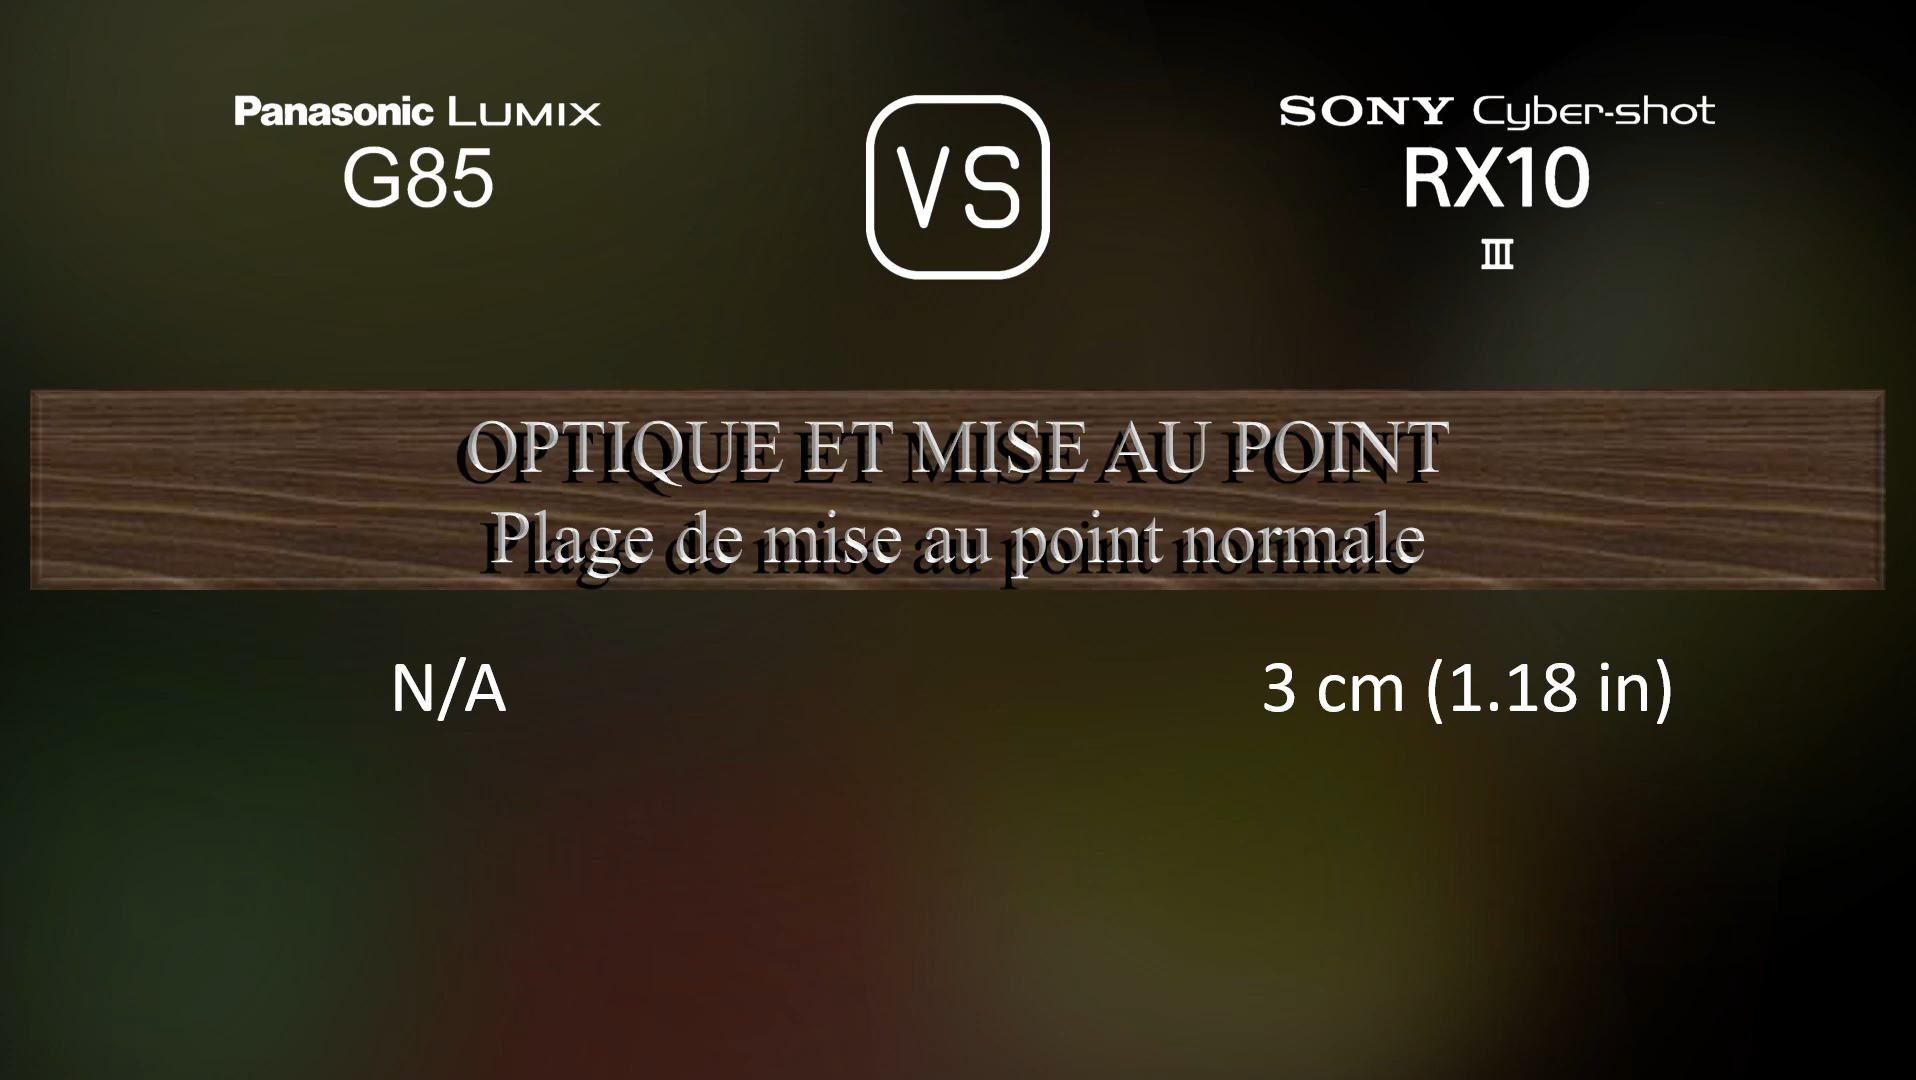 Panasonic LUMIX
G85
VS
SONY Cyber-shot
RX10
III
OPTIQUE ET MISE AU POINT
Plage de mise au point normale
N/A
3 cm (1.18 in)